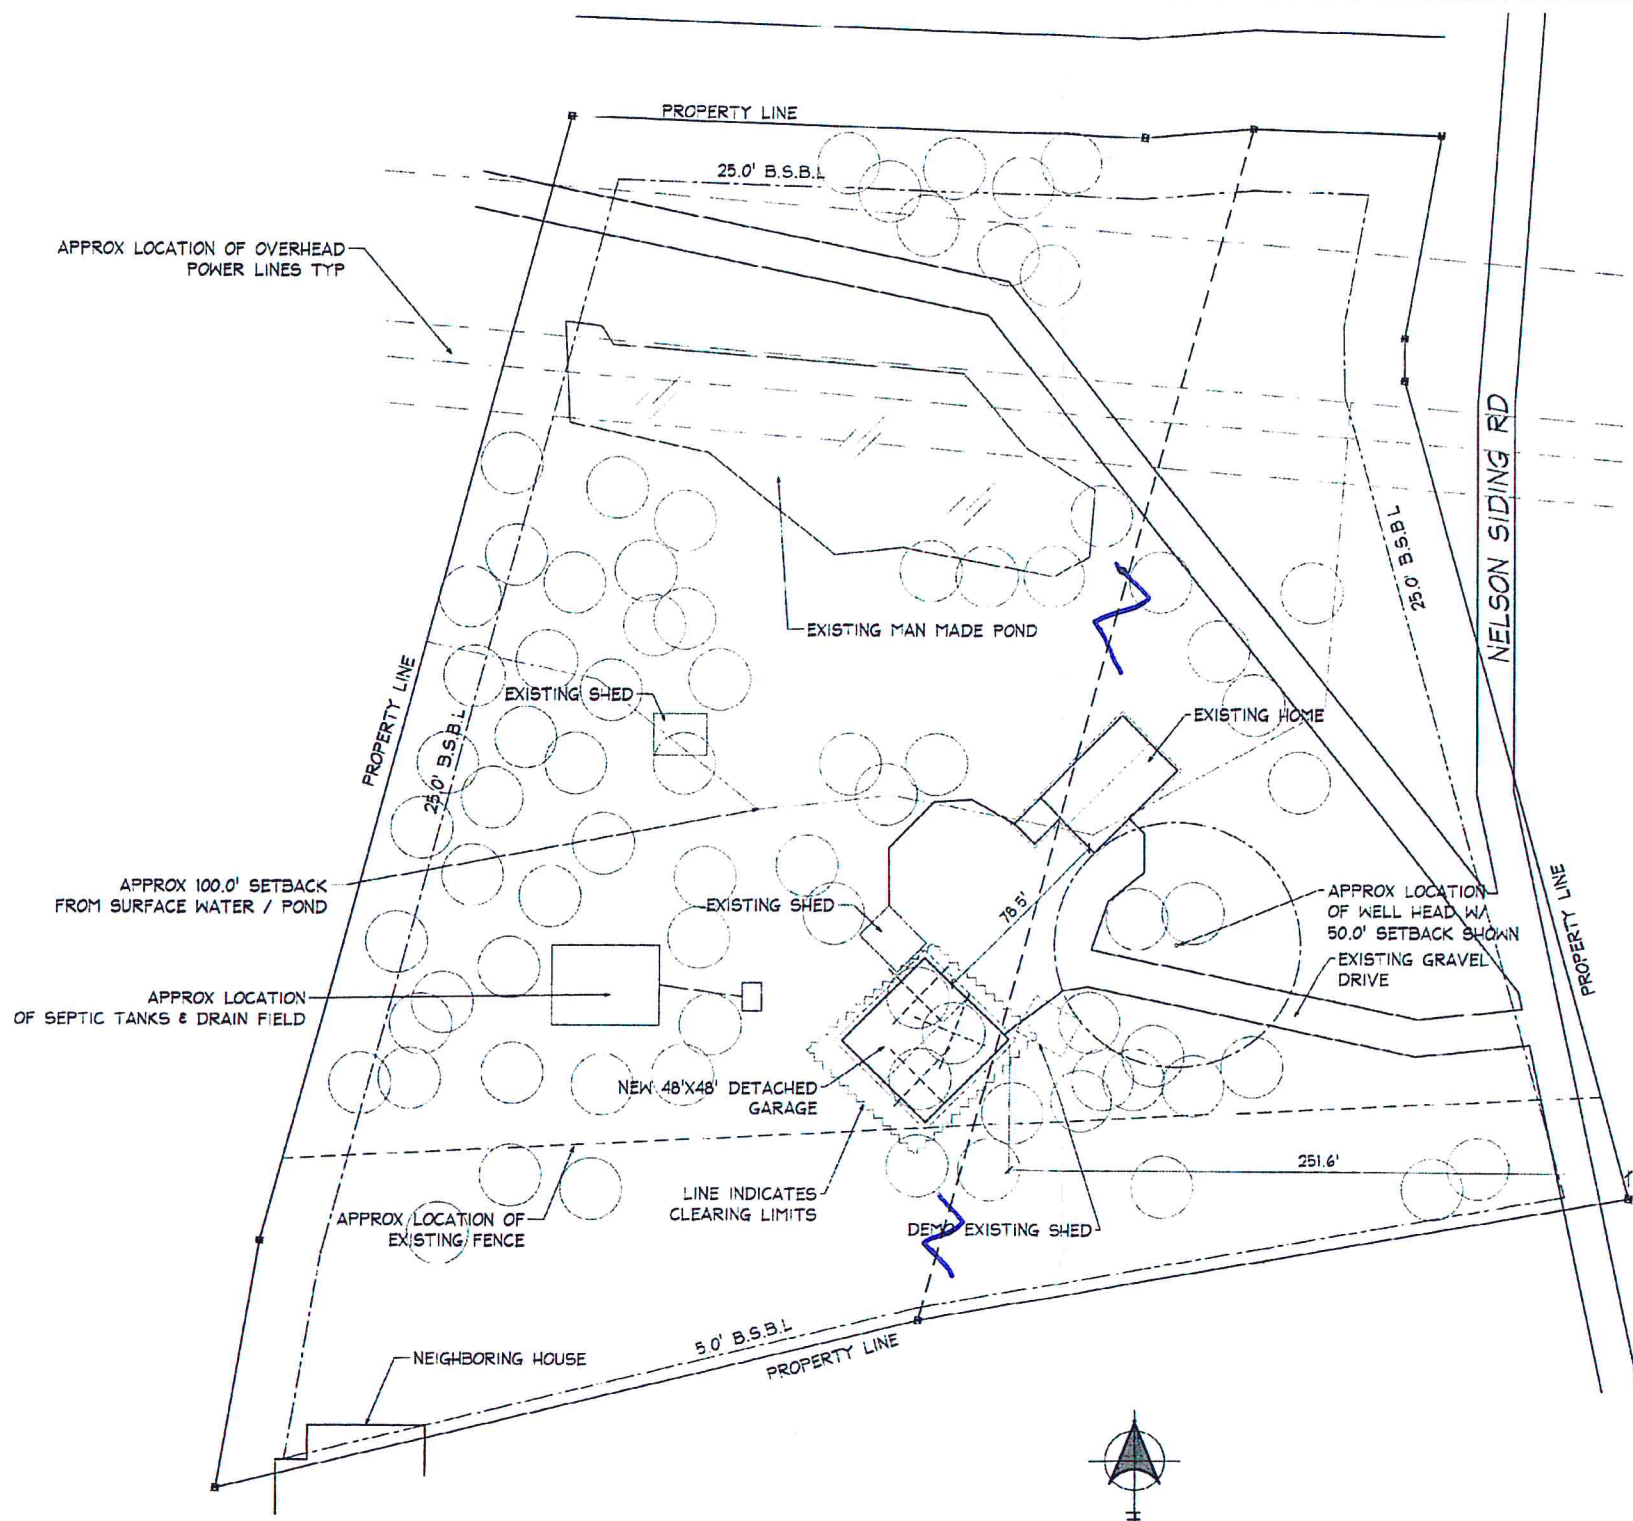 PROPERTY LINE
25.0' B.S.B.L
APPROX LOCATION OF OVERHEAD
POWER LINES TYP
NELSON SIDING RD
25.0' B.S.B.L
EXISTING MAN MADE POND
PROPERTY LINE
25.0' B.S.B.L
EXISTING SHED
EXISTING HOME
APPROX 100.0' SETBACK
FROM SURFACE WATER / POND
EXISTING SHED
78.5'
APPROX LOCATION
OF WELL HEAD W/
50.0' SETBACK SHOWN
PROPERTY LINE
EXISTING GRAVEL
DRIVE
APPROX LOCATION
OF SEPTIC TANKS & DRAIN FIELD
NEW 48'X48' DETACHED
GARAGE
251.6'
LINE INDICATES
CLEARING LIMITS
APPROX LOCATION OF
EXISTING FENCE
DEMO EXISTING SHED
5.0' B.S.B.L
PROPERTY LINE
NEIGHBORING HOUSE